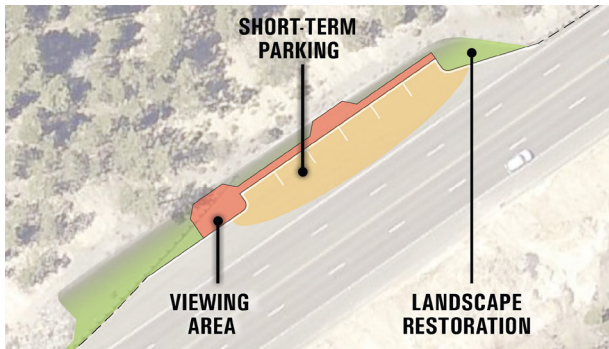 SHORT-TERM
PARKING
VIEWING
AREA
LANDSCAPE
RESTORATION